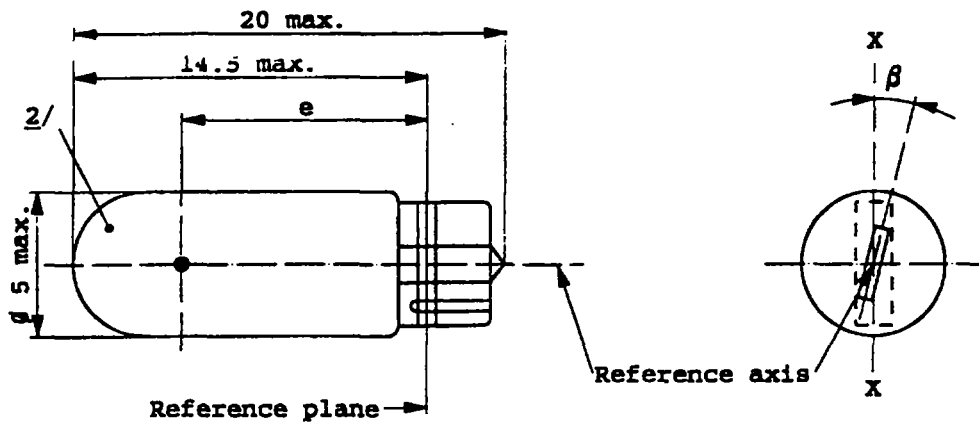 20 max.
14.5 max.
e
2/
ø 5 max.
Reference plane
Reference axis
X
β
X